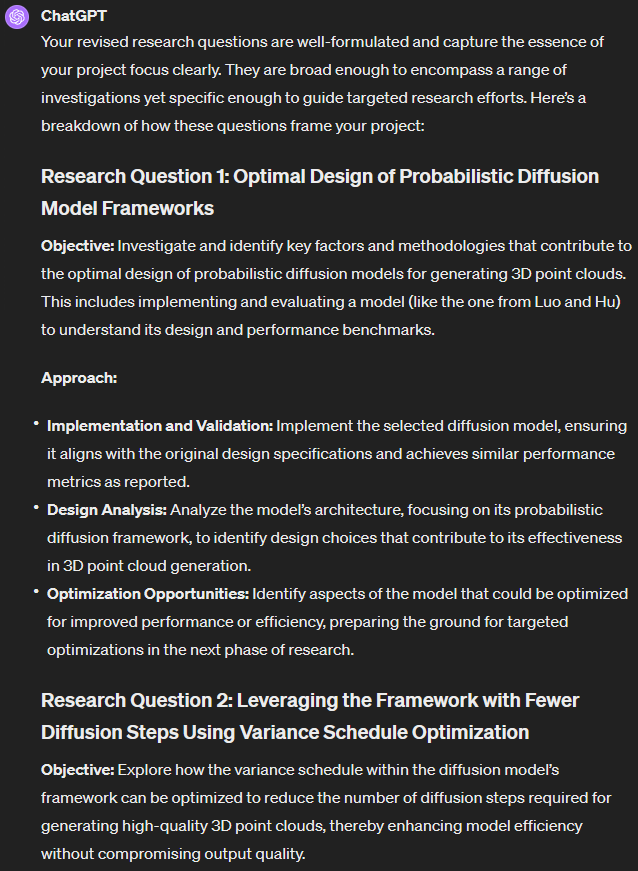 ChatGPT
Your revised research questions are well-formulated and capture the essence of
your project focus clearly. They are broad enough to encompass a range of
investigations yet specific enough to guide targeted research efforts. Here's a
breakdown of how these questions frame your project:
Research Question 1: Optimal Design of Probabilistic Diffusion
Model Frameworks
Objective: Investigate and identify key factors and methodologies that contribute to
the optimal design of probabilistic diffusion models for generating 3D point clouds.
This includes implementing and evaluating a model (like the one from Luo and Hu)
to understand its design and performance benchmarks.
Approach:
• Implementation and Validation: Implement the selected diffusion model, ensuring
it aligns with the original design specifications and achieves similar performance
metrics as reported.
• Design Analysis: Analyze the model's architecture, focusing on its probabilistic
diffusion framework, to identify design choices that contribute to its effectiveness
in 3D point cloud generation.
• Optimization Opportunities: Identify aspects of the model that could be optimized
for improved performance or efficiency, preparing the ground for targeted
optimizations in the next phase of research.
Research Question 2: Leveraging the Framework with Fewer
Diffusion Steps Using Variance Schedule Optimization
Objective: Explore how the variance schedule within the diffusion model's
framework can be optimized to reduce the number of diffusion steps required for
generating high-quality 3D point clouds, thereby enhancing model efficiency
without compromising output quality.